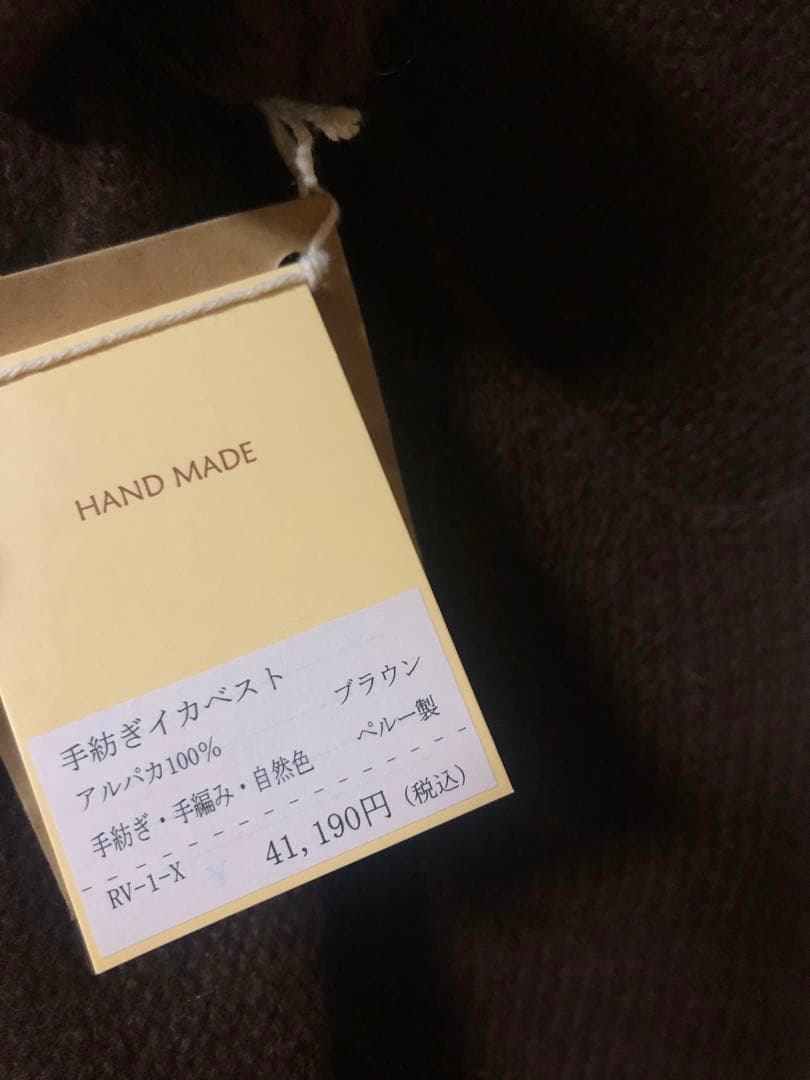 HAND MADE
手紡ぎイカベスト ブラウン
アルパカ100% ペルー製
手紡ぎ・手編み・自然色
RV-1-X 41,190円(税込)